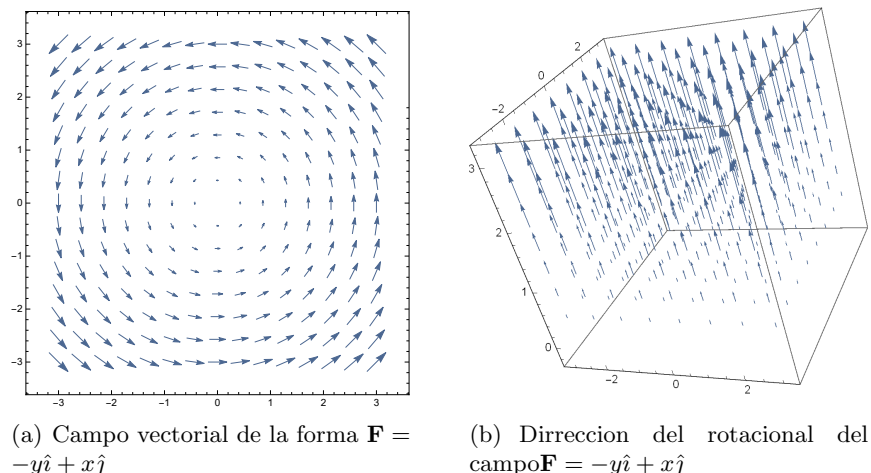 3
2
1
0
−1
−2
−3
−3 −2 −1 0 1 2 3
2
0
−2
3
2
1
0
−2 0 2
(a) Campo vectorial de la forma F =
−yî + xĵ
(b) Dirreccion del rotacional del
campoF = −yî + xĵ